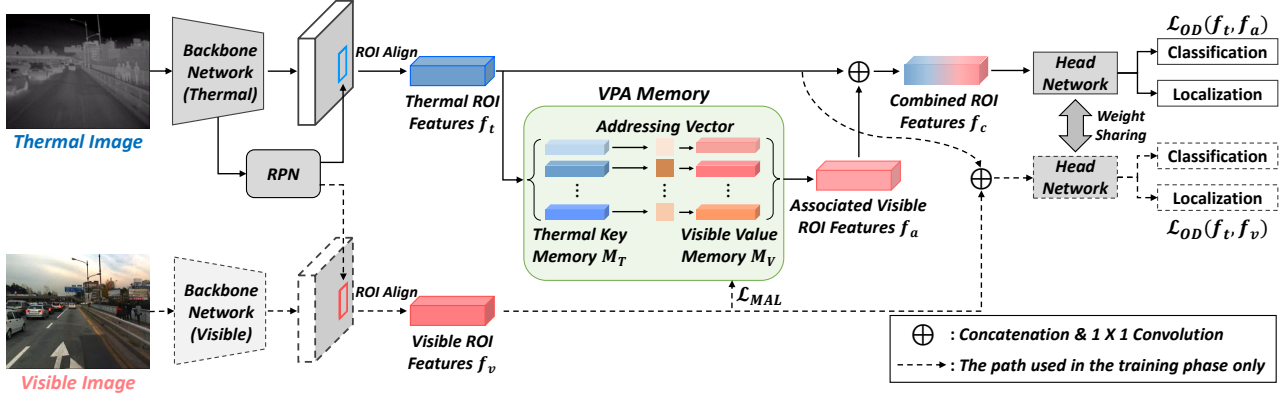 Thermal Image
Backbone
Network
(Thermal)
RPN
ROI Align
Thermal ROI
Features f_t
VPA Memory
Addressing Vector
Thermal Key
Memory M_T
Visible Value
Memory M_V
Associated Visible
ROI Features f_a
Combined ROI
Features f_c
Head
Network
Weight
Sharing
Head
Network
ℒ_OD(f_t, f_a)
Classification
Localization
Classification
Localization
ℒ_OD(f_t, f_v)
Visible Image
Backbone
Network
(Visible)
ROI Align
Visible ROI
Features f_v
ℒ_MAL
⊕ : Concatenation & 1 X 1 Convolution
: The path used in the training phase only